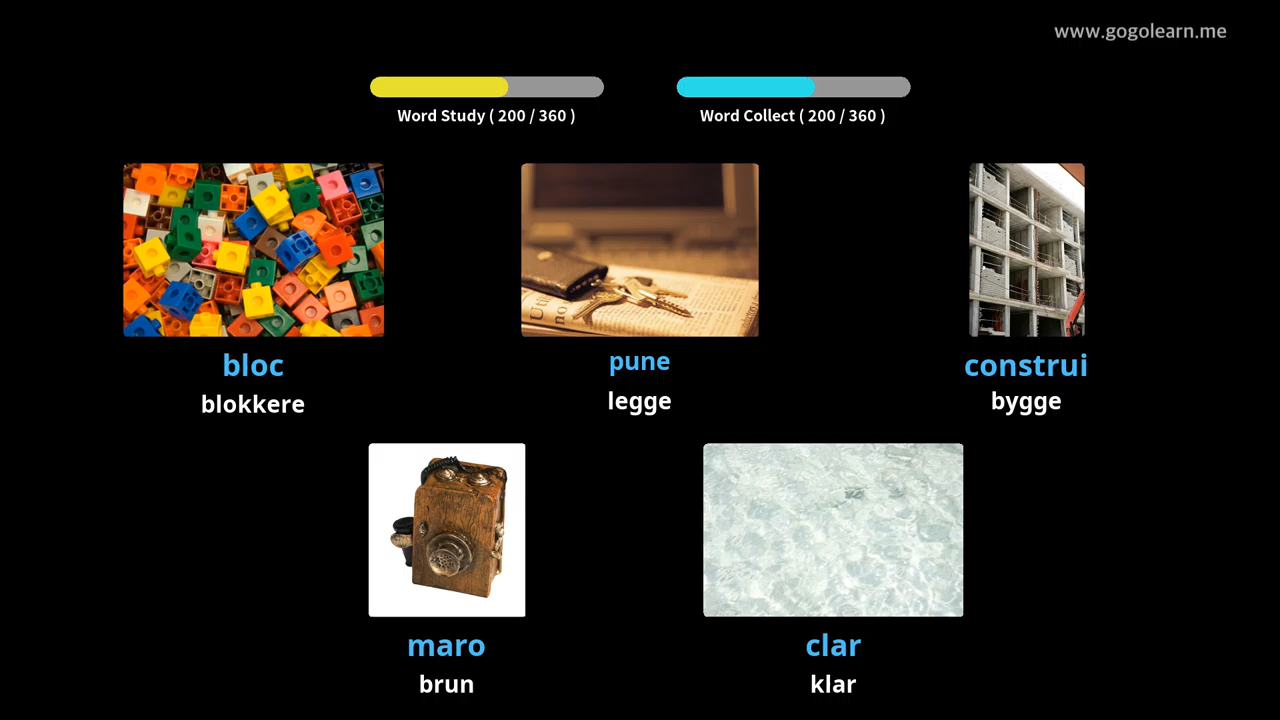 www.gogolearn.me
Word Study ( 200 / 360 )
Word Collect ( 200 / 360 )
bloc
blokkere
pune
legge
construi
bygge
maro
brun
clar
klar